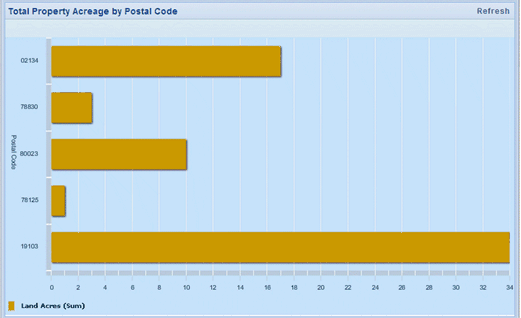 Total Property Acreage by Postal Code
Refresh
02134
78830
80023
78125
19103
Postal Code
0 2 4 6 8 10 12 14 16 18 20 22 24 26 28 30 32 34
Land Acres (Sum)